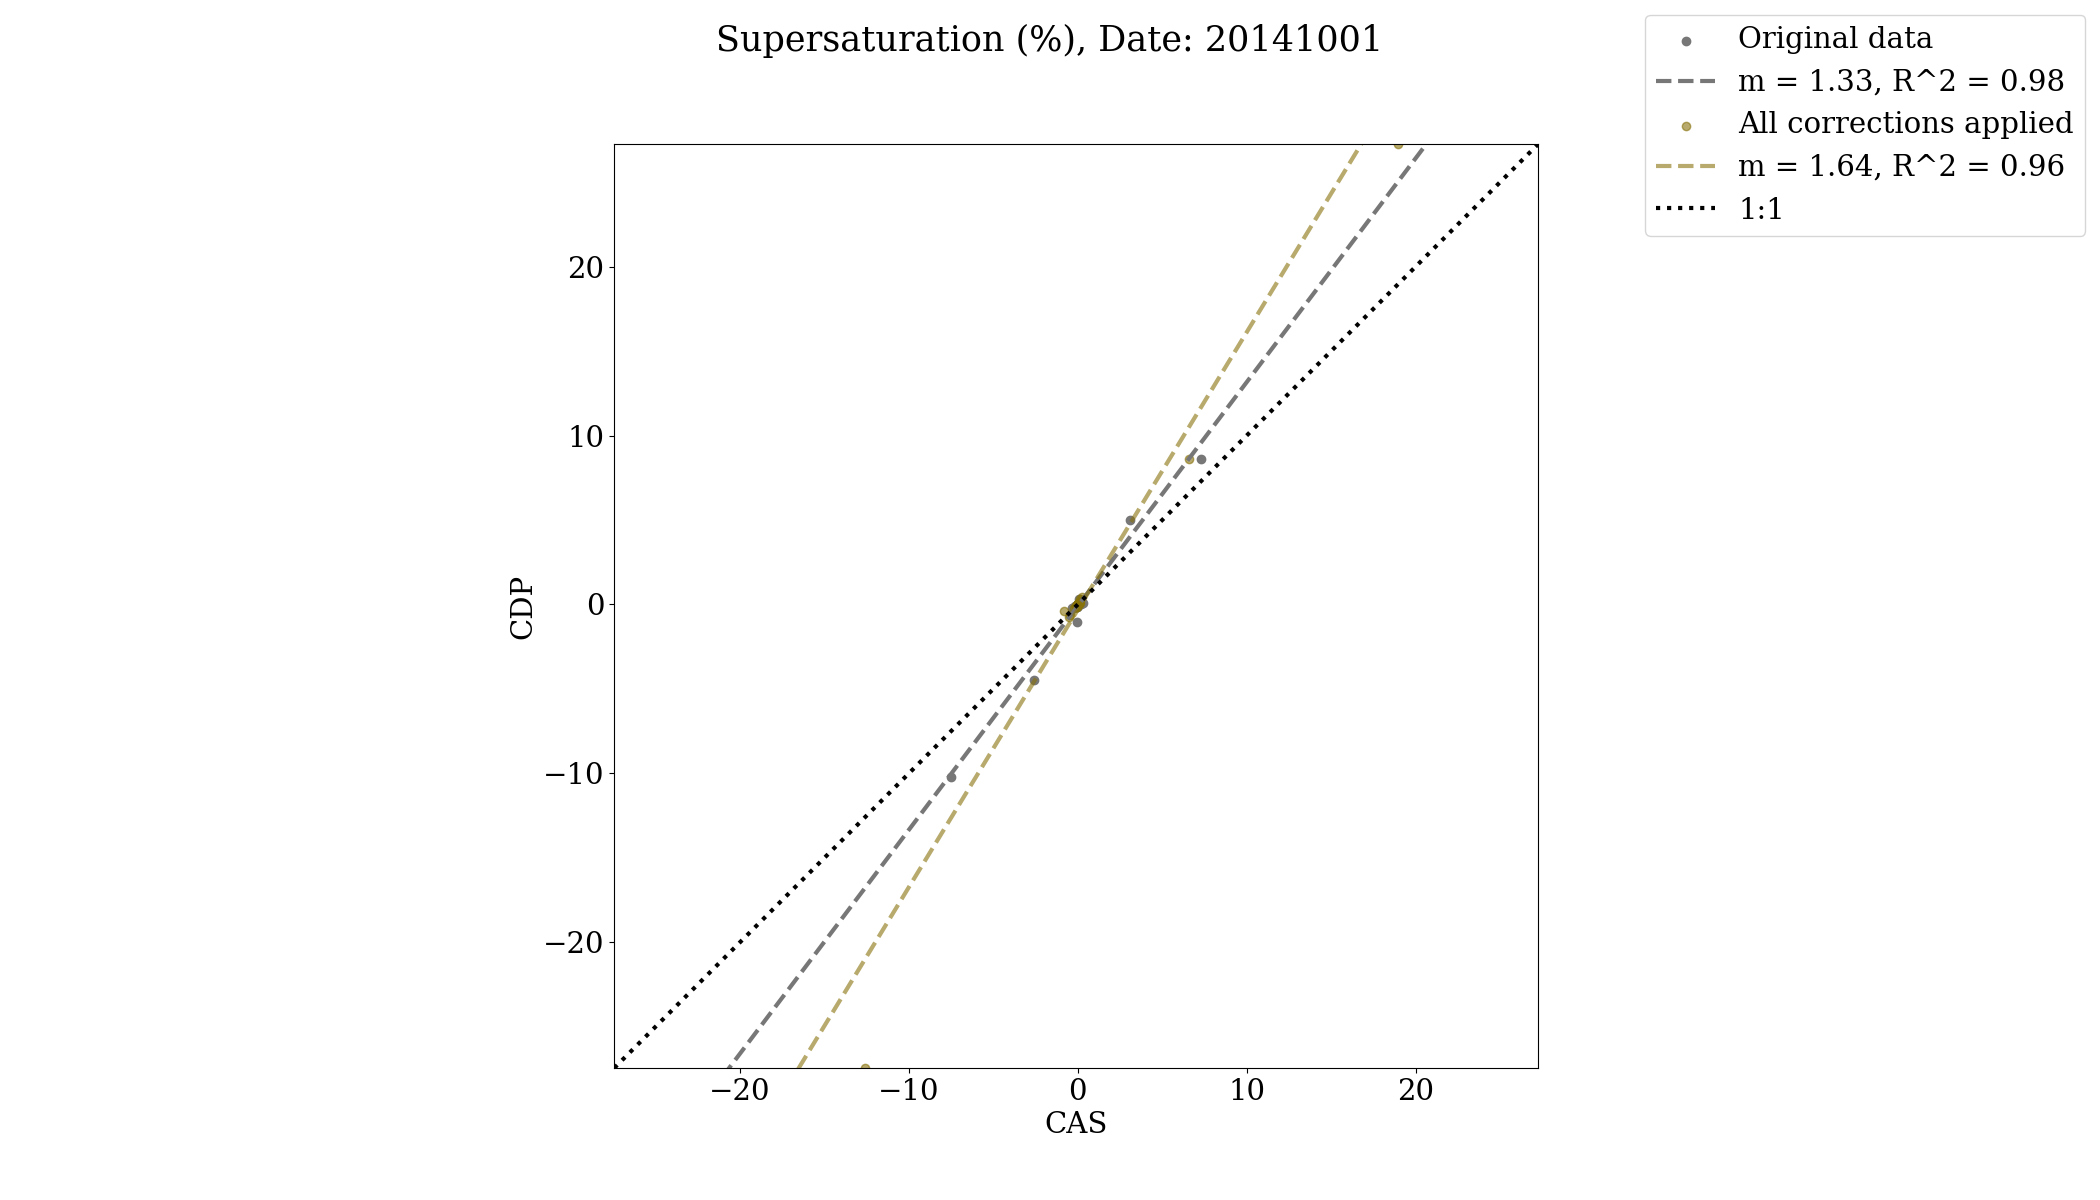 Supersaturation (%), Date: 20141001
Original data
m = 1.33, R^2 = 0.98
All corrections applied
m = 1.64, R^2 = 0.96
1:1
CDP
20
10
0
−10
−20
−20
−10
0
10
20
CAS